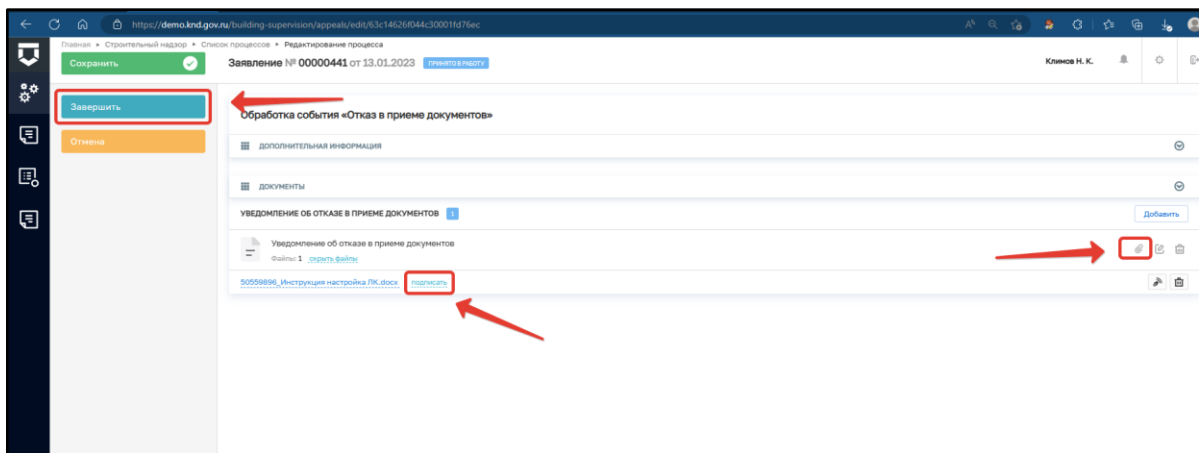 https://demo.knd.gov.ru/building-supervision/appeals/edit/63c14626f044c30001fd76ec
Главная ▸ Строительный надзор ▸ Список процессов ▸ Редактирование процесса
Сохранить
Заявление № 00000441 от 13.01.2023 ПРИНЯТО В РАБОТУ
Климов Н. К.
Завершить
Обработка события «Отказ в приеме документов»
Отмена
ДОПОЛНИТЕЛЬНАЯ ИНФОРМАЦИЯ
ДОКУМЕНТЫ
УВЕДОМЛЕНИЕ ОБ ОТКАЗЕ В ПРИЕМЕ ДОКУМЕНТОВ 1
Добавить
Уведомление об отказе в приеме документов
Файлы: 1 скрыть файлы
50559896_Инструкция настройка ЛК.docx подписать